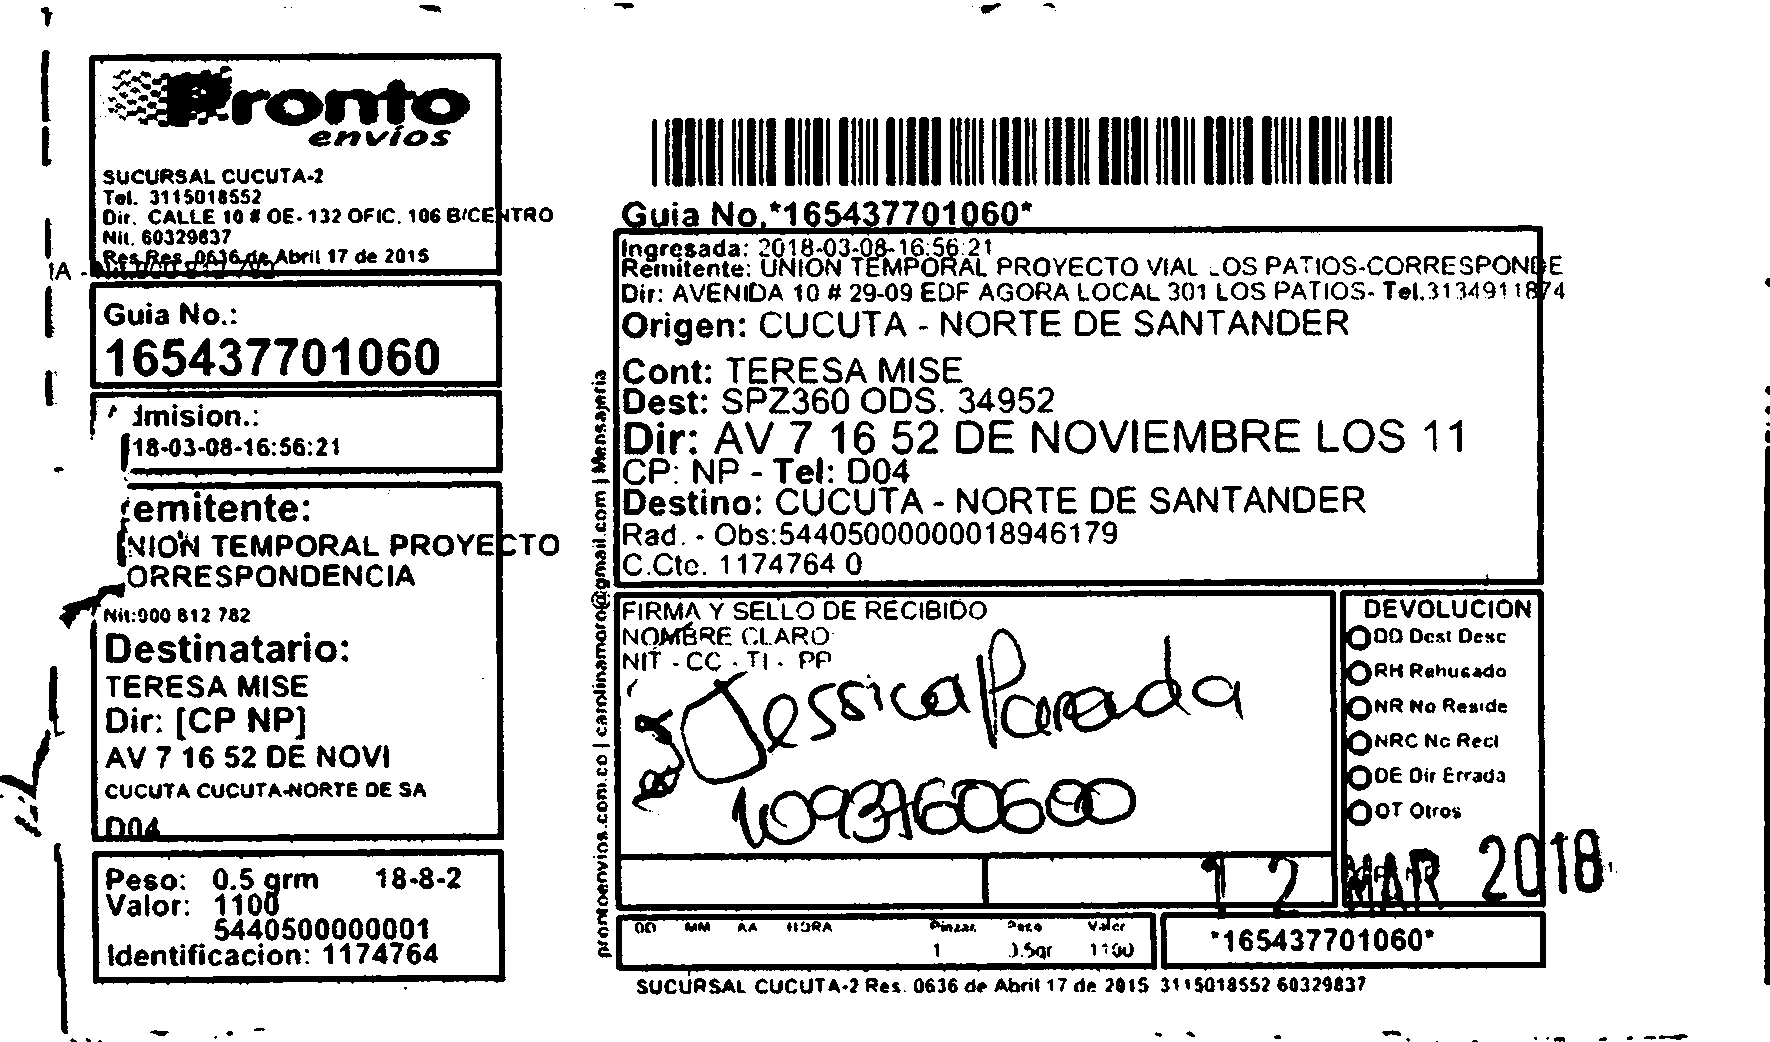 Pronto
envíos
SUCURSAL CUCUTA-2
Tel. 3115018552
Dir. CALLE 10 # OE-132 OFIC. 106 B/CENTRO
Nit. 60329837
Res.Res. 0636 de Abril 17 de 2015
IA -
Guia No.:
165437701060
dmision.:
18-03-08-16:56:21
emitente:
NION TEMPORAL PROYECTO
ORRESPONDENCIA
Nit:900 812 782
Destinatario:
TERESA MISE
Dir: [CP NP]
AV 7 16 52 DE NOVI
CUCUTA CUCUTA-NORTE DE SA
D04
Peso: 0.5 grm 18-8-2
Valor: 1100
5440500000001
Identificacion: 1174764
prontoenvios.com.co | carolinamoro@gmail.com | Mensajeria
Guia No.*165437701060*
Ingresada: 2018-03-08-16:56:21
Remitente: UNION TEMPORAL PROYECTO VIAL LOS PATIOS-CORRESPONDE
Dir: AVENIDA 10 # 29-09 EDF AGORA LOCAL 301 LOS PATIOS- Tel.3134911874
Origen: CUCUTA - NORTE DE SANTANDER
Cont: TERESA MISE
Dest: SPZ360 ODS. 34952
Dir: AV 7 16 52 DE NOVIEMBRE LOS 11
CP: NP - Tel: D04
Destino: CUCUTA - NORTE DE SANTANDER
Rad. - Obs:54405000000018946179
C.Cto. 1174764 0
FIRMA Y SELLO DE RECIBIDO
NOMBRE CLARO
NIT - CC - TI - PP
Jessica Parada
1093760600
DEVOLUCION
DD Dest Desc
RH Rehusado
NR No Reside
NRC No Recl
DE Dir Errada
OT Otros
12 MAR 2018
DD MM AA HORA Piezas Peso Valor
1 0.5gr 1100
*165437701060*
SUCURSAL CUCUTA-2 Res. 0636 de Abril 17 de 2015 3115018552 60329837